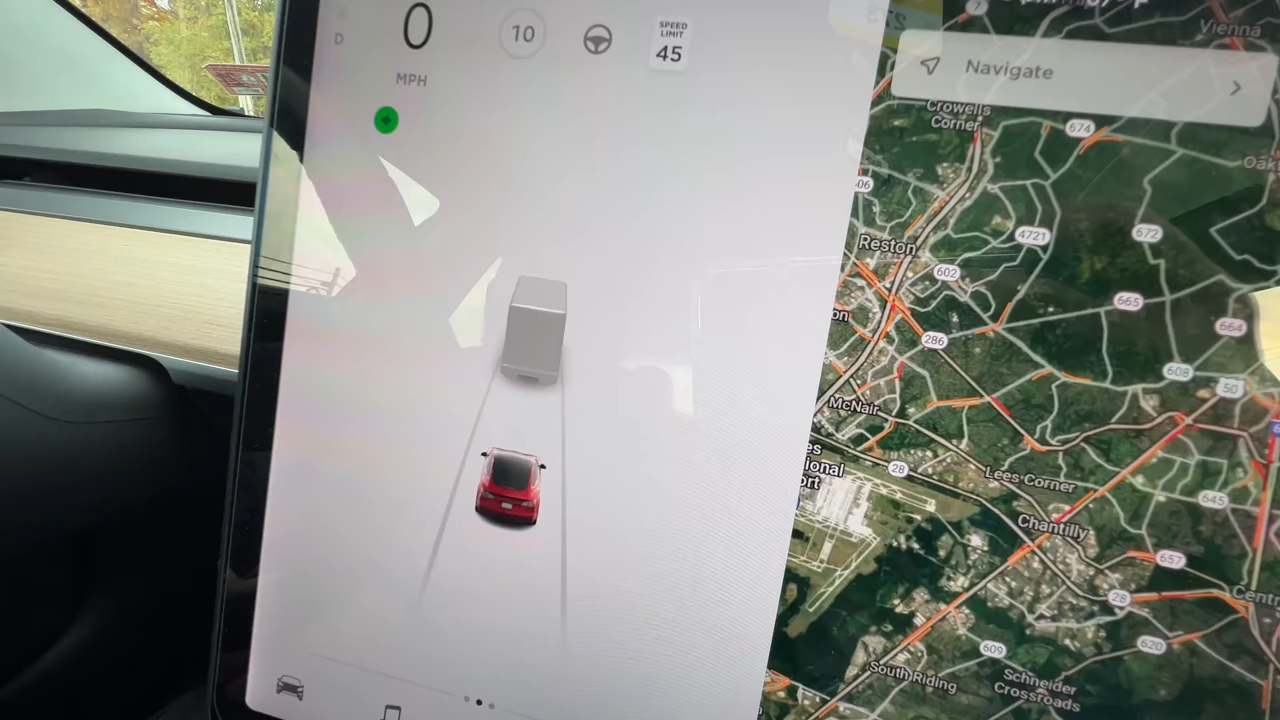 D
0
MPH
10
SPEED
LIMIT
45
7
Vienna
Navigate
Crowells
Corner
674
Oak
606
4721
672
Reston
602
665
664
286
608
50
McNair
28
Lees Corner
645
Chantilly
657
28
Centr
620
609
South Riding
Schneider
Crossroads